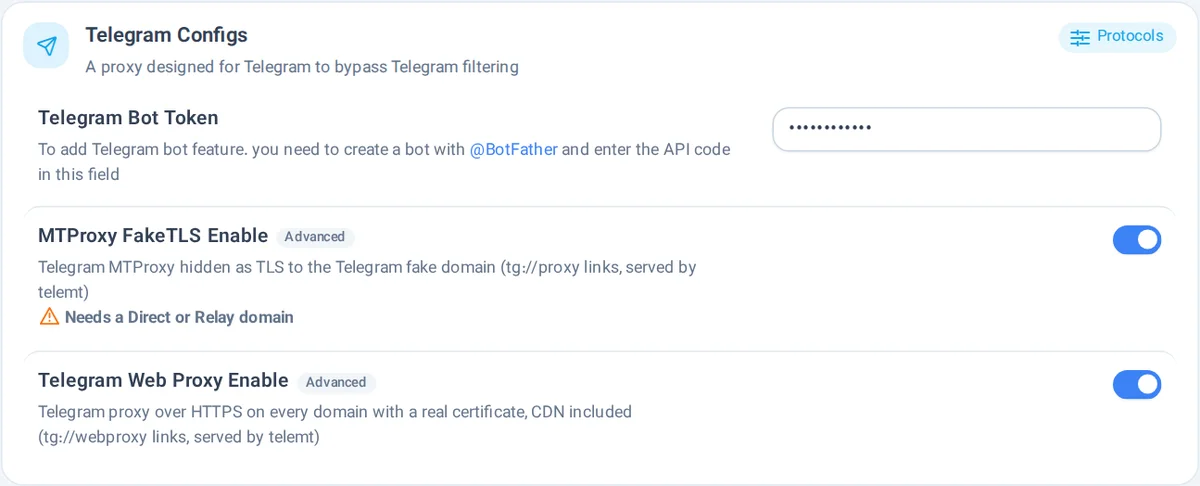 Telegram Configs
Protocols
A proxy designed for Telegram to bypass Telegram filtering
Telegram Bot Token
••••••••••••
To add Telegram bot feature. you need to create a bot with @BotFather and enter the API code
in this field
MTProxy FakeTLS Enable Advanced
Telegram MTProxy hidden as TLS to the Telegram fake domain (tg://proxy links, served by
telemt)
Needs a Direct or Relay domain
Telegram Web Proxy Enable Advanced
Telegram proxy over HTTPS on every domain with a real certificate, CDN included
(tg://webproxy links, served by telemt)